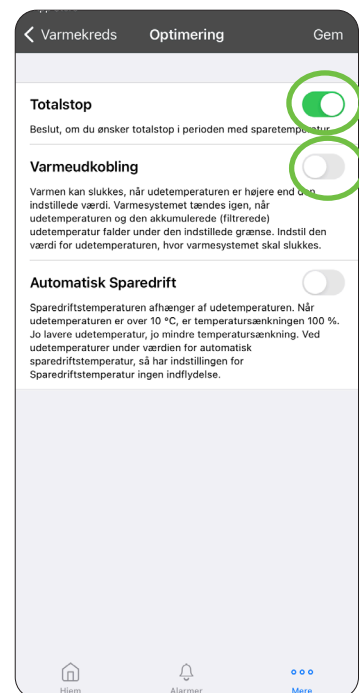 Varmekreds Optimering Gem
Totalstop
Beslut, om du ønsker totalstop i perioden med sparetemperatur
Varmeudkobling
Varmen kan slukkes, når udetemperaturen er højere end den
indstillede værdi. Varmesystemet tændes igen, når
udetemperaturen og den akkumulerede (filtrerede)
udetemperatur falder under den indstillede grænse. Indstil den
værdi for udetemperaturen, hvor varmesystemet skal slukkes.
Automatisk Sparedrift
Sparedriftstemperaturen afhænger af udetemperaturen. Når
udetemperaturen er over 10 °C, er temperatursænkningen 100 %.
Jo lavere udetemperatur, jo mindre temperatursænkning. Ved
udetemperaturer under værdien for automatisk
sparedriftstemperatur, så har indstillingen for
Sparedriftstemperatur ingen indflydelse.
Hjem Alarmer Mere